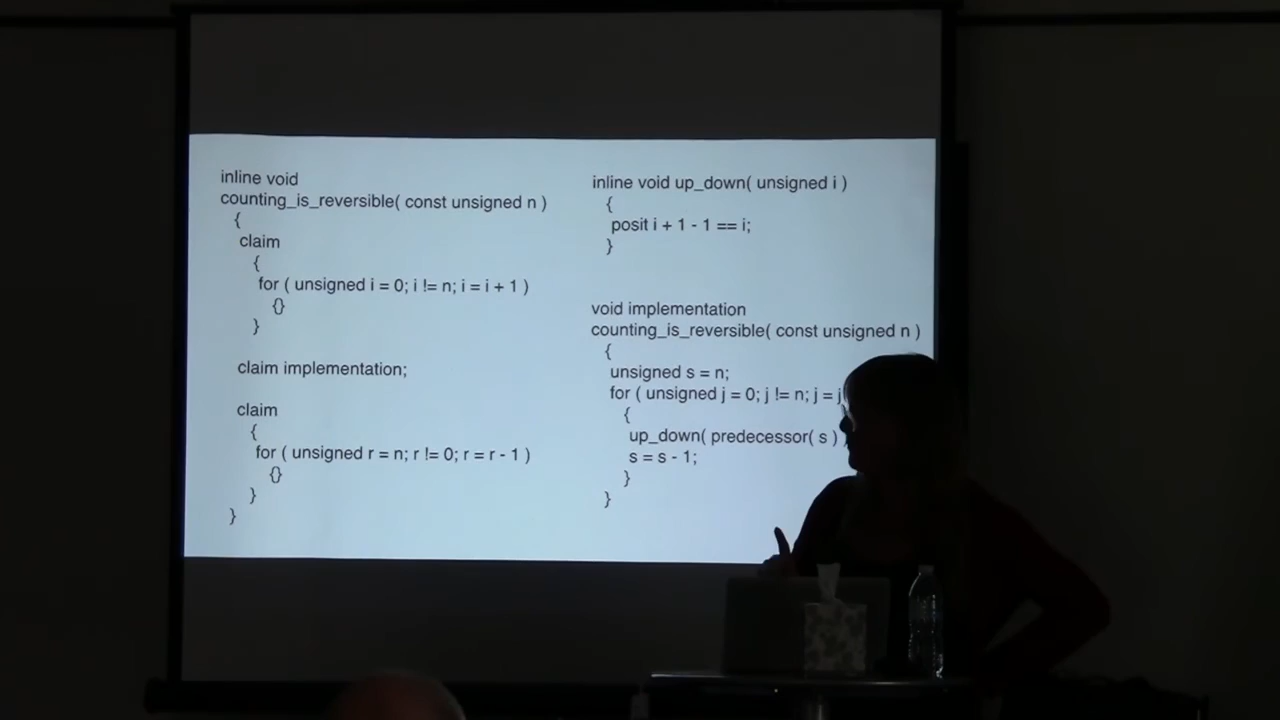 inline void
counting_is_reversible( const unsigned n )
{
claim
{
for ( unsigned i = 0; i != n; i = i + 1 )
{}
}
claim implementation;
claim
{
for ( unsigned r = n; r != 0; r = r - 1 )
{}
}
}
inline void up_down( unsigned i )
{
posit i + 1 - 1 == i;
}
void implementation
counting_is_reversible( const unsigned n )
{
unsigned s = n;
for ( unsigned j = 0; j != n; j = j
{
up_down( predecessor( s )
s = s - 1;
}
}